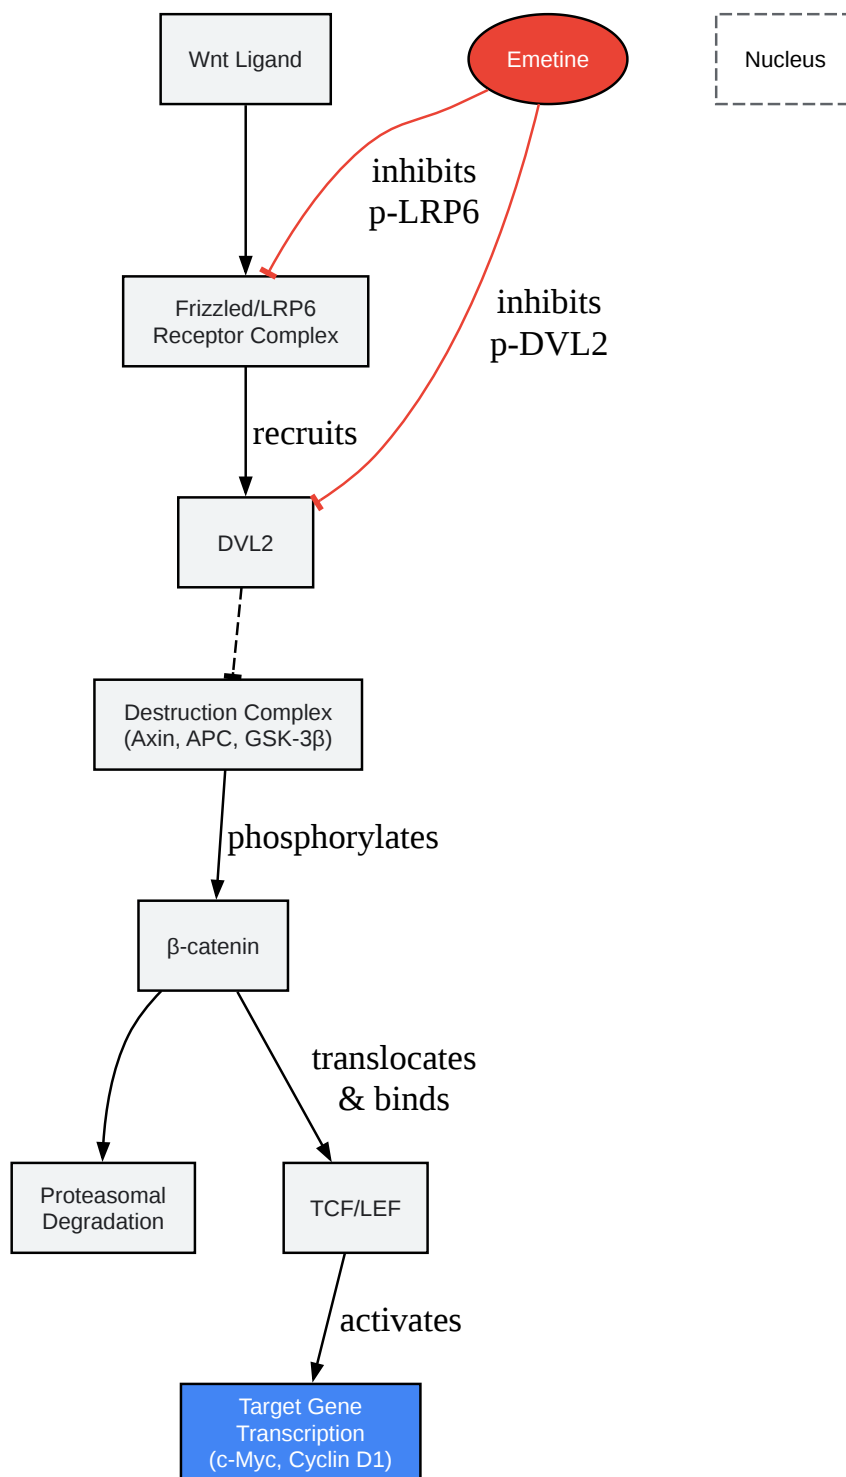 Wnt Ligand
Emetine
Nucleus
inhibits
p-LRP6
inhibits
p-DVL2
Frizzled/LRP6
Receptor Complex
recruits
DVL2
Destruction Complex
(Axin, APC, GSK-3β)
phosphorylates
β-catenin
translocates
& binds
Proteasomal
Degradation
TCF/LEF
activates
Target Gene
Transcription
(c-Myc, Cyclin D1)